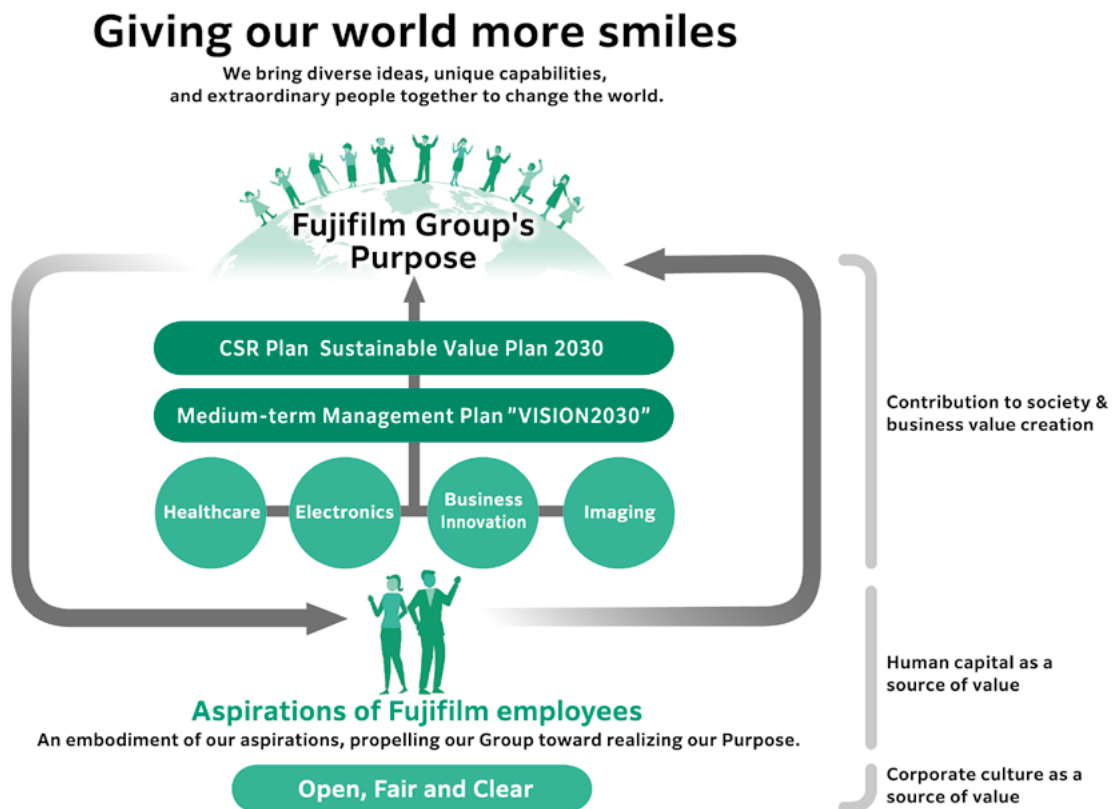 Giving our world more smiles
We bring diverse ideas, unique capabilities,
and extraordinary people together to change the world.
Fujifilm Group's
Purpose
CSR Plan  Sustainable Value Plan 2030
Medium-term Management Plan "VISION2030"
Healthcare
Electronics
Business
Innovation
Imaging
Contribution to society &
business value creation
Human capital as a
source of value
Aspirations of Fujifilm employees
An embodiment of our aspirations, propelling our Group toward realizing our Purpose.
Open, Fair and Clear
Corporate culture as a
source of value